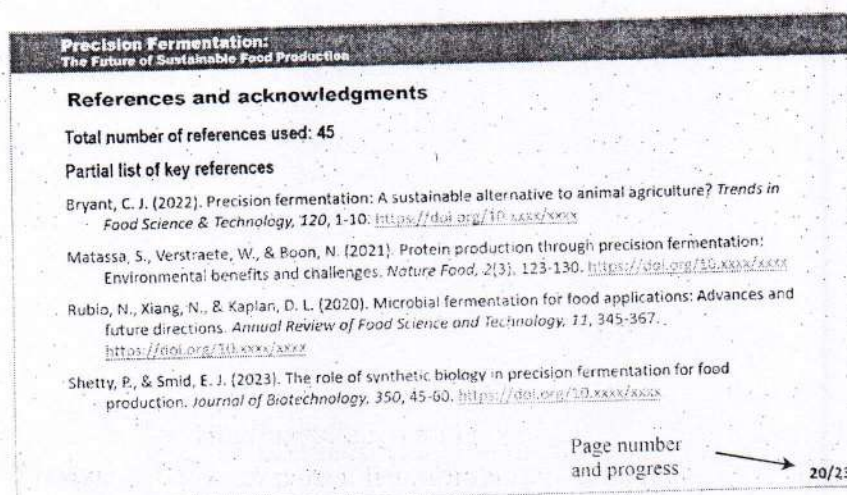 Precision Fermentation:
The Future of Sustainable Food Production
References and acknowledgments
Total number of references used: 45
Partial list of key references
Bryant, C. J. (2022). Precision fermentation: A sustainable alternative to animal agriculture? Trends in
Food Science & Technology, 120, 1-10. https://doi.org/10.xxxx/xxxx
Matassa, S., Verstraete, W., & Boon, N. (2021). Protein production through precision fermentation:
Environmental benefits and challenges. Nature Food, 2(3), 123-130. https://doi.org/10.xxxx/xxxx
Rubio, N., Xiang, N., & Kaplan, D. L. (2020). Microbial fermentation for food applications: Advances and
future directions. Annual Review of Food Science and Technology, 11, 345-367.
https://doi.org/10.xxxx/xxxx
Shetty, P., & Smid, E. J. (2023). The role of synthetic biology in precision fermentation for food
production. Journal of Biotechnology, 350, 45-60. https://doi.org/10.xxxx/xxxx
Page number
and progress
20/23